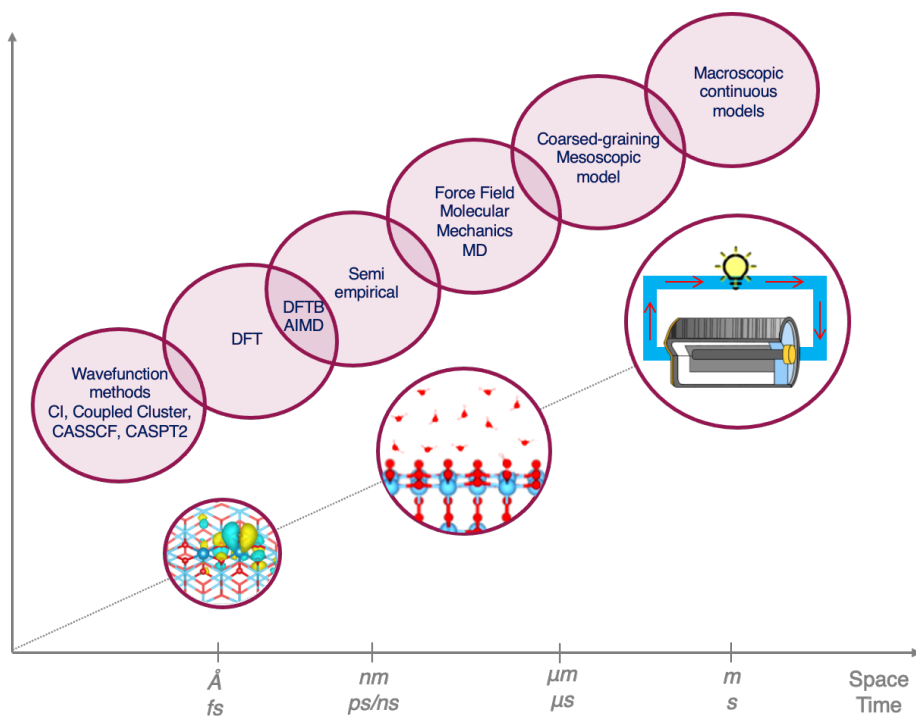 Macroscopic
continuous
models
Coarsed-graining
Mesoscopic
model
Force Field
Molecular
Mechanics
MD
Semi
empirical
DFTB
AIMD
DFT
Wavefunction
methods
CI, Coupled Cluster,
CASSCF, CASPT2
Å
fs
nm
ps/ns
μm
μs
m
s
Space
Time